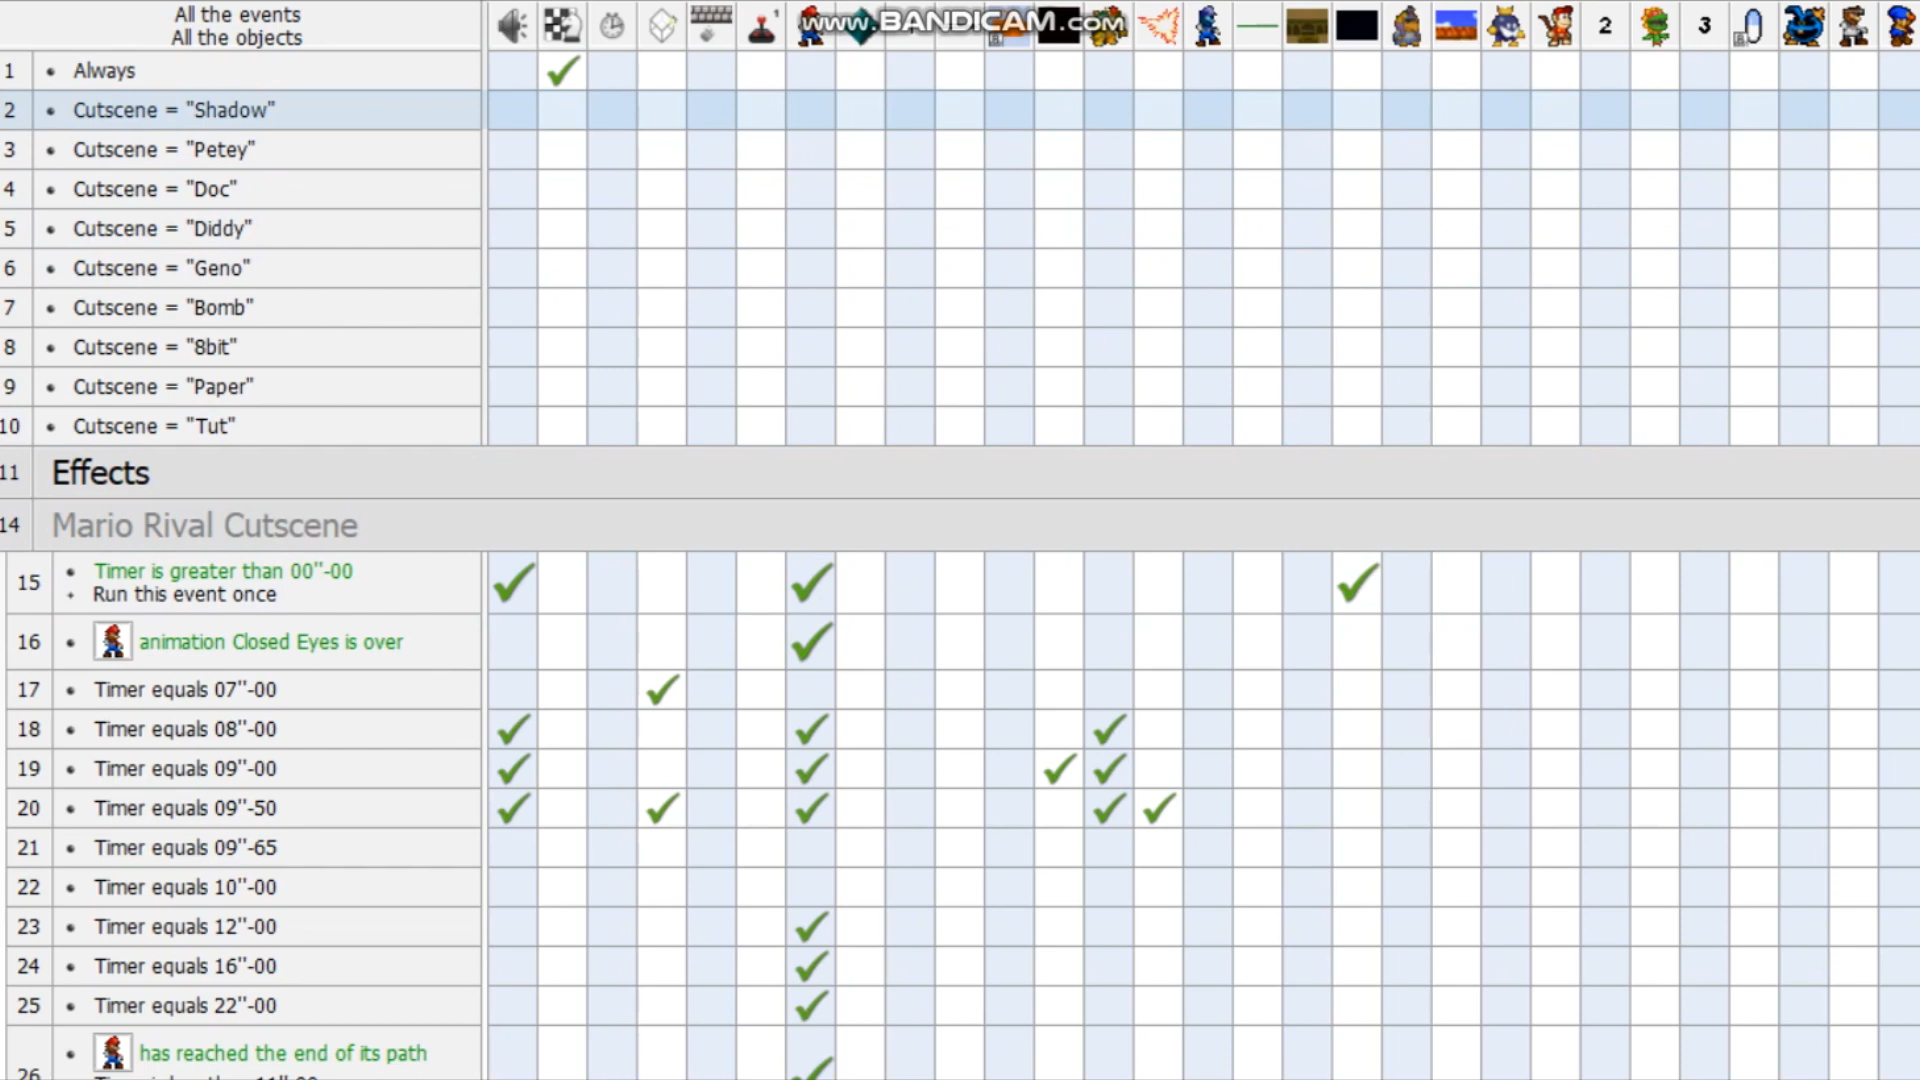 All the events
All the objects
www.BANDICAM.com
2
3
1 Always
2 Cutscene = "Shadow"
3 Cutscene = "Petey"
4 Cutscene = "Doc"
5 Cutscene = "Diddy"
6 Cutscene = "Geno"
7 Cutscene = "Bomb"
8 Cutscene = "8bit"
9 Cutscene = "Paper"
10 Cutscene = "Tut"
11 Effects
14 Mario Rival Cutscene
15 Timer is greater than 00"-00
Run this event once
16 animation Closed Eyes is over
17 Timer equals 07"-00
18 Timer equals 08"-00
19 Timer equals 09"-00
20 Timer equals 09"-50
21 Timer equals 09"-65
22 Timer equals 10"-00
23 Timer equals 12"-00
24 Timer equals 16"-00
25 Timer equals 22"-00
26 has reached the end of its path